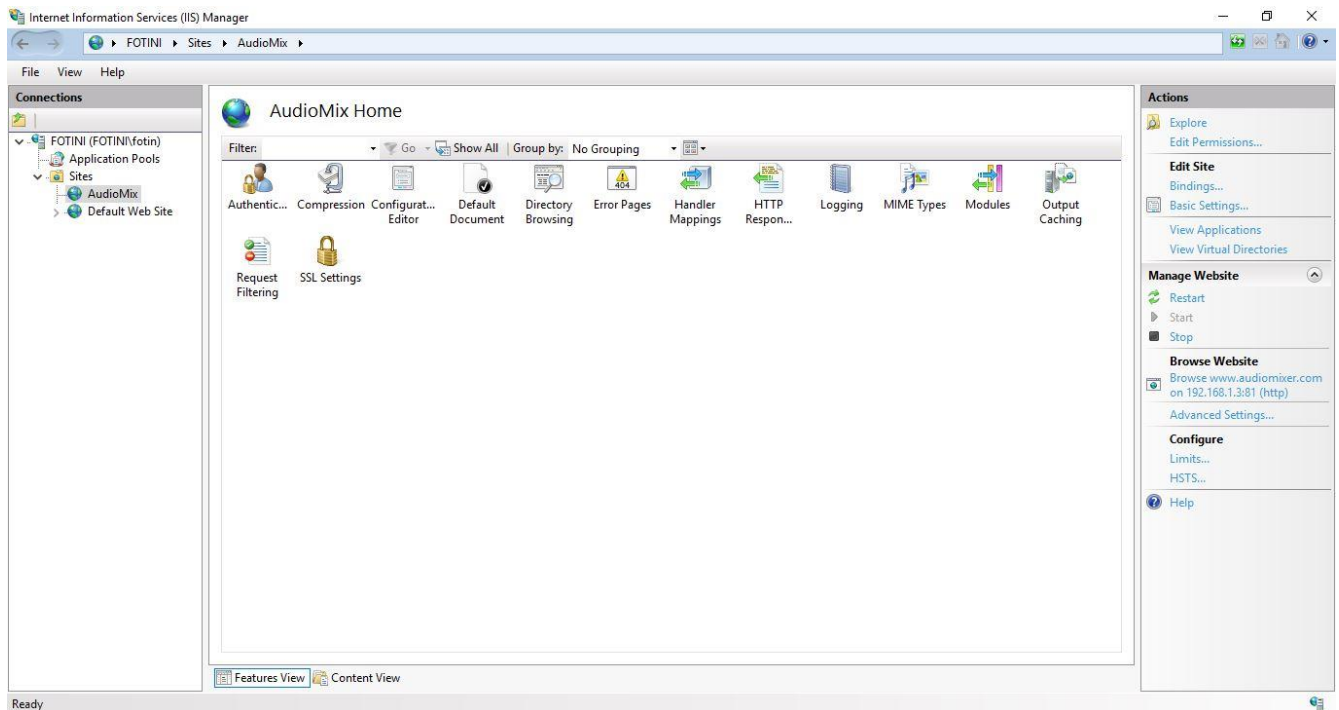 Internet Information Services (IIS) Manager
FOTINI Sites AudioMix
File View Help
Connections
FOTINI (FOTINI\fotin)
Application Pools
Sites
AudioMix
Default Web Site
AudioMix Home
Filter: Go Show All Group by: No Grouping
Authentic... Compression Configurat... Default Directory Error Pages Handler HTTP Logging MIME Types Modules Output
Editor Document Browsing Mappings Respon... Caching
404
Request SSL Settings
Filtering
Features View Content View
Actions
Explore
Edit Permissions...
Edit Site
Bindings...
Basic Settings...
View Applications
View Virtual Directories
Manage Website
Restart
Start
Stop
Browse Website
Browse www.audiomixer.com
on 192.168.1.3:81 (http)
Advanced Settings...
Configure
Limits...
HSTS...
Help
Ready